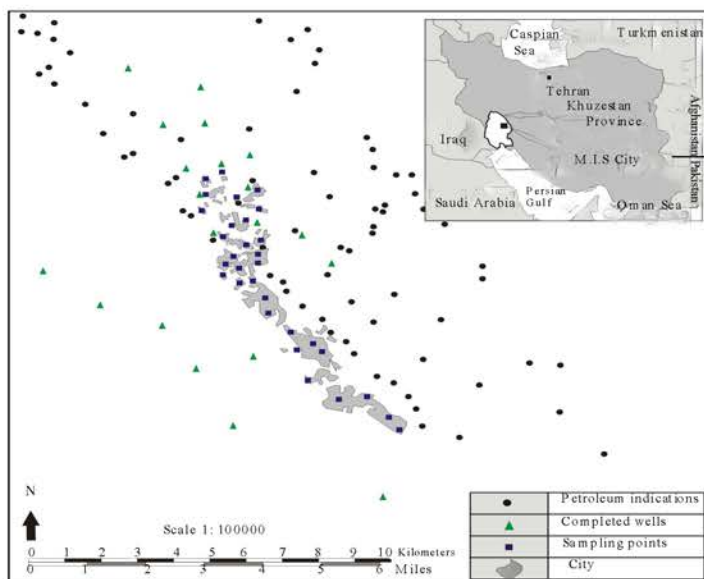 Caspian
Sea
Turkmenistan
Tehran
Khuzestan
Province
Iraq
M.I.S City
Afghanistan
Pakistan
Persian
Gulf
Saudi Arabia
Oman Sea
N
Scale 1: 100000
0 1 2 3 4 5 6 7 8 9 10 Kilometers
0 1 2 3 4 5 6 Miles
Petroleum indications
Completed wells
Sampling points
City